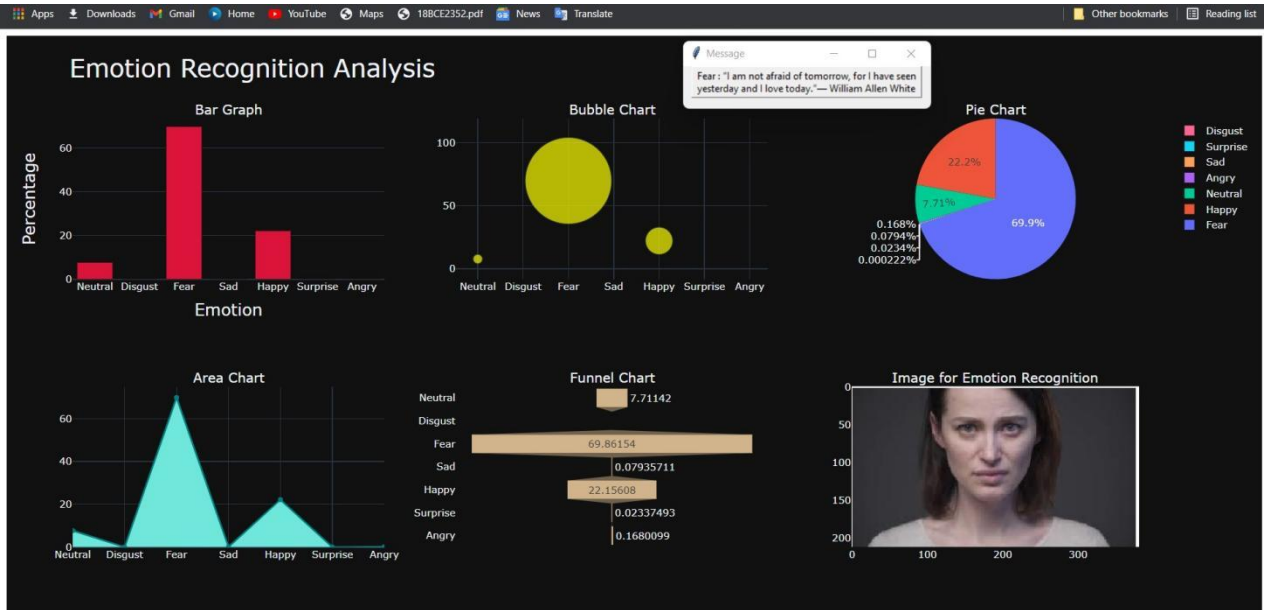 Apps Downloads Gmail Home YouTube Maps 18BCE2352.pdf News Translate Other bookmarks Reading list
Emotion Recognition Analysis
Message
Fear : "I am not afraid of tomorrow, for I have seen
yesterday and I love today."— William Allen White
Bar Graph
Percentage
60
40
20
0
Neutral Disgust Fear Sad Happy Surprise Angry
Emotion
Bubble Chart
100
50
0
Neutral Disgust Fear Sad Happy Surprise Angry
Pie Chart
22.2%
7.71%
69.9%
0.168%
0.0794%
0.0234%
0.000222%
Disgust
Surprise
Sad
Angry
Neutral
Happy
Fear
Area Chart
60
40
20
0
Neutral Disgust Fear Sad Happy Surprise Angry
Funnel Chart
Neutral 7.71142
Disgust
Fear 69.86154
Sad 0.07935711
Happy 22.15608
Surprise 0.02337493
Angry 0.1680099
Image for Emotion Recognition
0
50
100
150
200
0 100 200 300